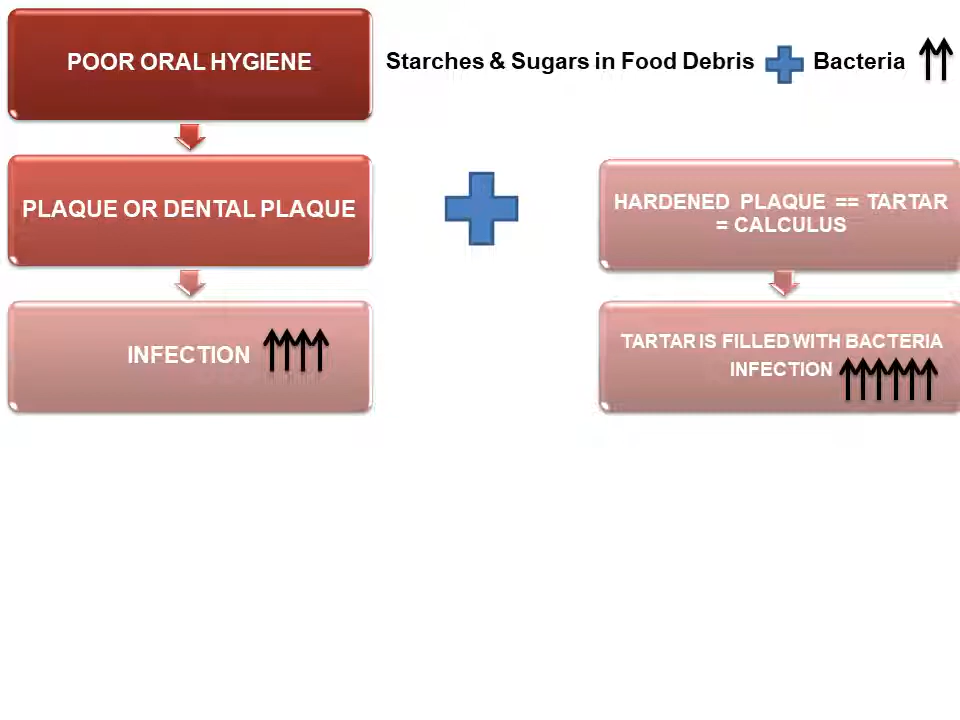 POOR ORAL HYGIENE
Starches & Sugars in Food Debris
Bacteria
PLAQUE OR DENTAL PLAQUE
HARDENED PLAQUE == TARTAR
= CALCULUS
INFECTION
TARTAR IS FILLED WITH BACTERIA
INFECTION